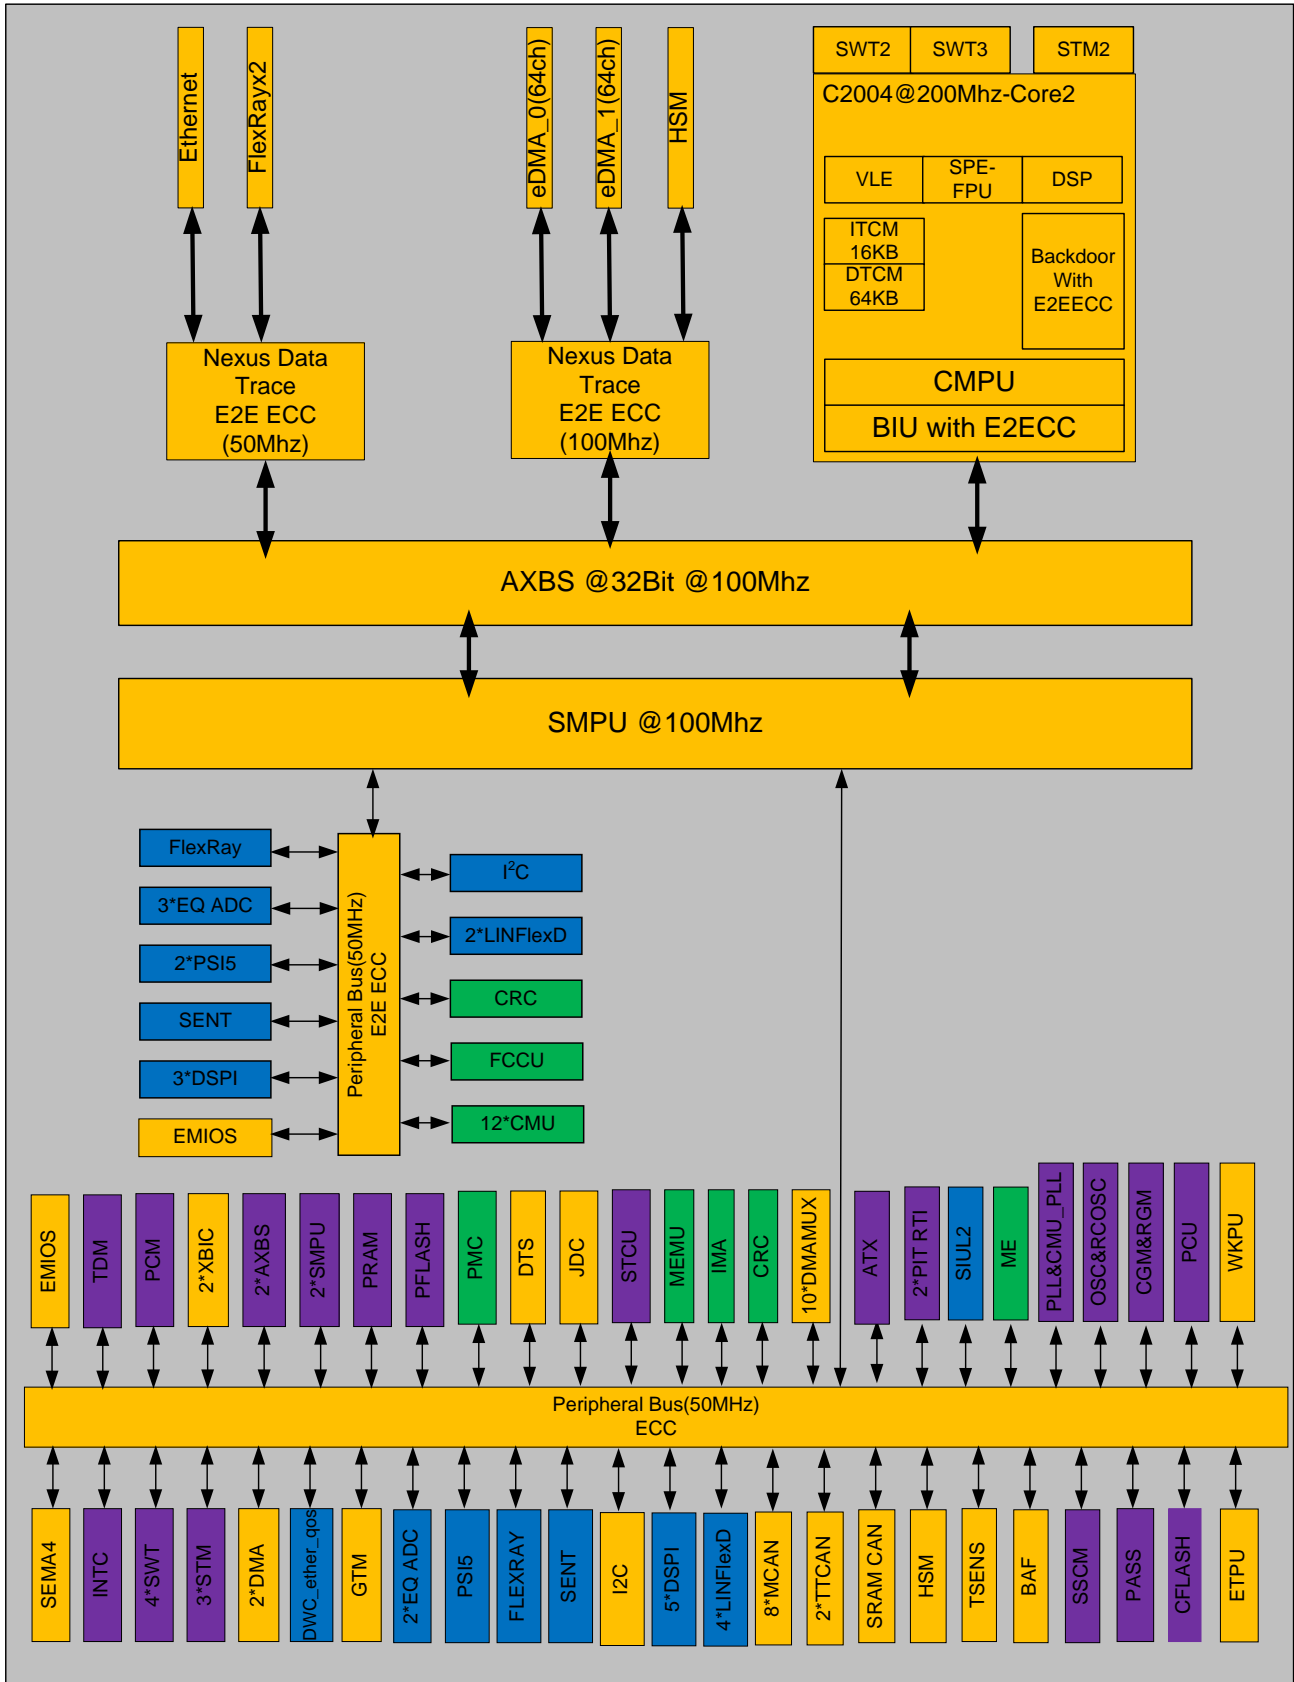 Ethernet
FlexRayx2
eDMA_0(64ch)
eDMA_1(64ch)
HSM
SWT2
SWT3
STM2
C2004@200Mhz-Core2
VLE
SPE-
FPU
DSP
ITCM
16KB
DTCM
64KB
Backdoor
With
E2EECC
CMPU
BIU with E2ECC
Nexus Data
Trace
E2E ECC
(50Mhz)
Nexus Data
Trace
E2E ECC
(100Mhz)
AXBS @32Bit @100Mhz
SMPU @100Mhz
FlexRay
3*EQ ADC
2*PSI5
SENT
3*DSPI
EMIOS
Peripheral Bus(50MHz)
E2E ECC
I²C
2*LINFlexD
CRC
FCCU
12*CMU
EMIOS
TDM
PCM
2*XBIC
2*AXBS
2*SMPU
PRAM
PFLASH
PMC
DTS
JDC
STCU
MEMU
IMA
CRC
10*DMAMUX
ATX
2*PIT RTI
SIUL2
ME
PLL&CMU_PLL
OSC&RCOSC
CGM&RGM
PCU
WKPU
Peripheral Bus(50MHz)
ECC
SEMA4
INTC
4*SWT
3*STM
2*DMA
DWC_ether_qos
GTM
2*EQ ADC
PSI5
FLEXRAY
SENT
I2C
5*DSPI
4*LINFlexD
8*MCAN
2*TTCAN
SRAM CAN
HSM
TSENS
BAF
SSCM
PASS
CFLASH
ETPU